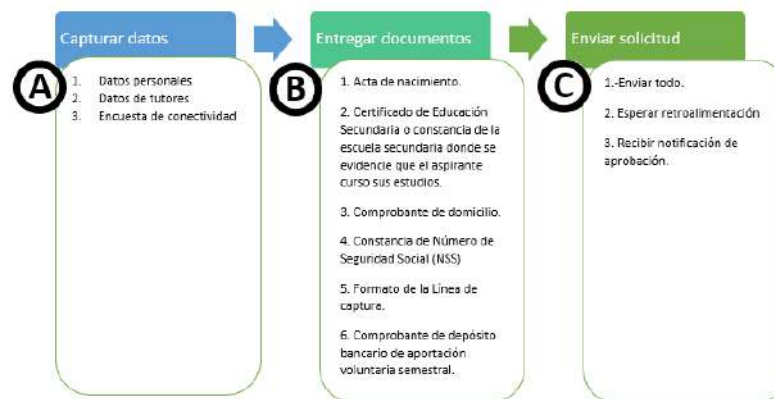 Capturar datos
A
1. Datos personales
2. Datos de tutores
3. Encuesta de conectividad
Entregar documentos
B
1. Acta de nacimiento.
2. Certificado de Educación
Secundaria o constancia de la
escuela secundaria donde se
evidencie que el aspirante
curso sus estudios.
3. Comprobante de domicilio.
4. Constancia de Número de
Seguridad Social (NSS)
5. Formato de la Línea de
captura.
6. Comprobante de depósito
bancario de aportación
voluntaria semestral.
Enviar solicitud
C
1.-Enviar todo.
2. Esperar retroalimentación
3. Recibir notificación de
aprobación.